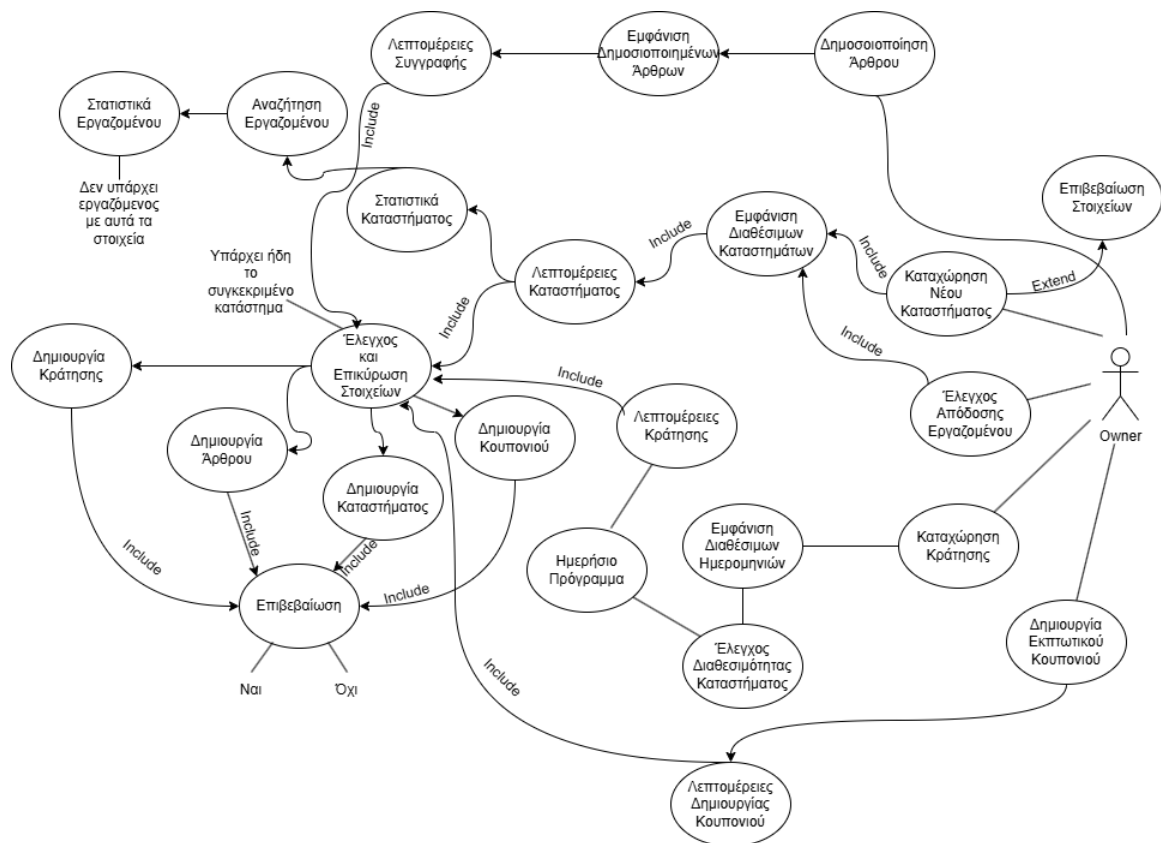 Λεπτομέρειες
Συγγραφής
Εμφάνιση
Δημοσιοποιημένων
Άρθρων
Δημοσοιοποίηση
Άρθρου
Στατιστικά
Εργαζομένου
Αναζήτηση
Εργαζομένου
Include
Δεν υπάρχει
εργαζόμενος
με αυτά τα
στοιχεία
Στατιστικά
Καταστήματος
Εμφάνιση
Διαθέσιμων
Καταστημάτων
Επιβεβαίωση
Στοιχείων
Include
Include
Υπάρχει ήδη
το
συγκεκριμένο
κατάστημα
Λεπτομέρειες
Καταστήματος
Καταχώρηση
Νέου
Καταστήματος
Extend
Include
Include
Δημιουργία
Κράτησης
Έλεγχος
και
Επικύρωση
Στοιχείων
Include
Έλεγχος
Απόδοσης
Εργαζομένου
Owner
Λεπτομέρειες
Κράτησης
Δημιουργία
Κουπονιού
Δημιουργία
Άρθρου
Δημιουργία
Καταστήματος
Include
Include
Include
Include
Εμφάνιση
Διαθέσιμων
Ημερομηνιών
Καταχώρηση
Κράτησης
Ημερήσιο
Πρόγραμμα
Επιβεβαίωση
Ναι
Όχι
Έλεγχος
Διαθεσιμότητας
Καταστήματος
Δημιουργία
Εκπτωτικού
Κουπονιού
Include
Λεπτομέρειες
Δημιουργίας
Κουπονιού